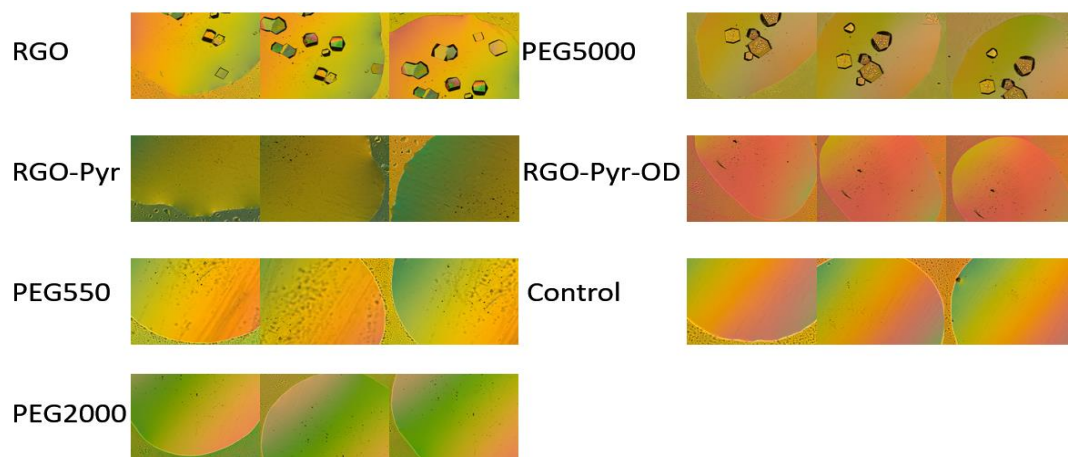 RGO
PEG5000
RGO-Pyr
RGO-Pyr-OD
PEG550
Control
PEG2000